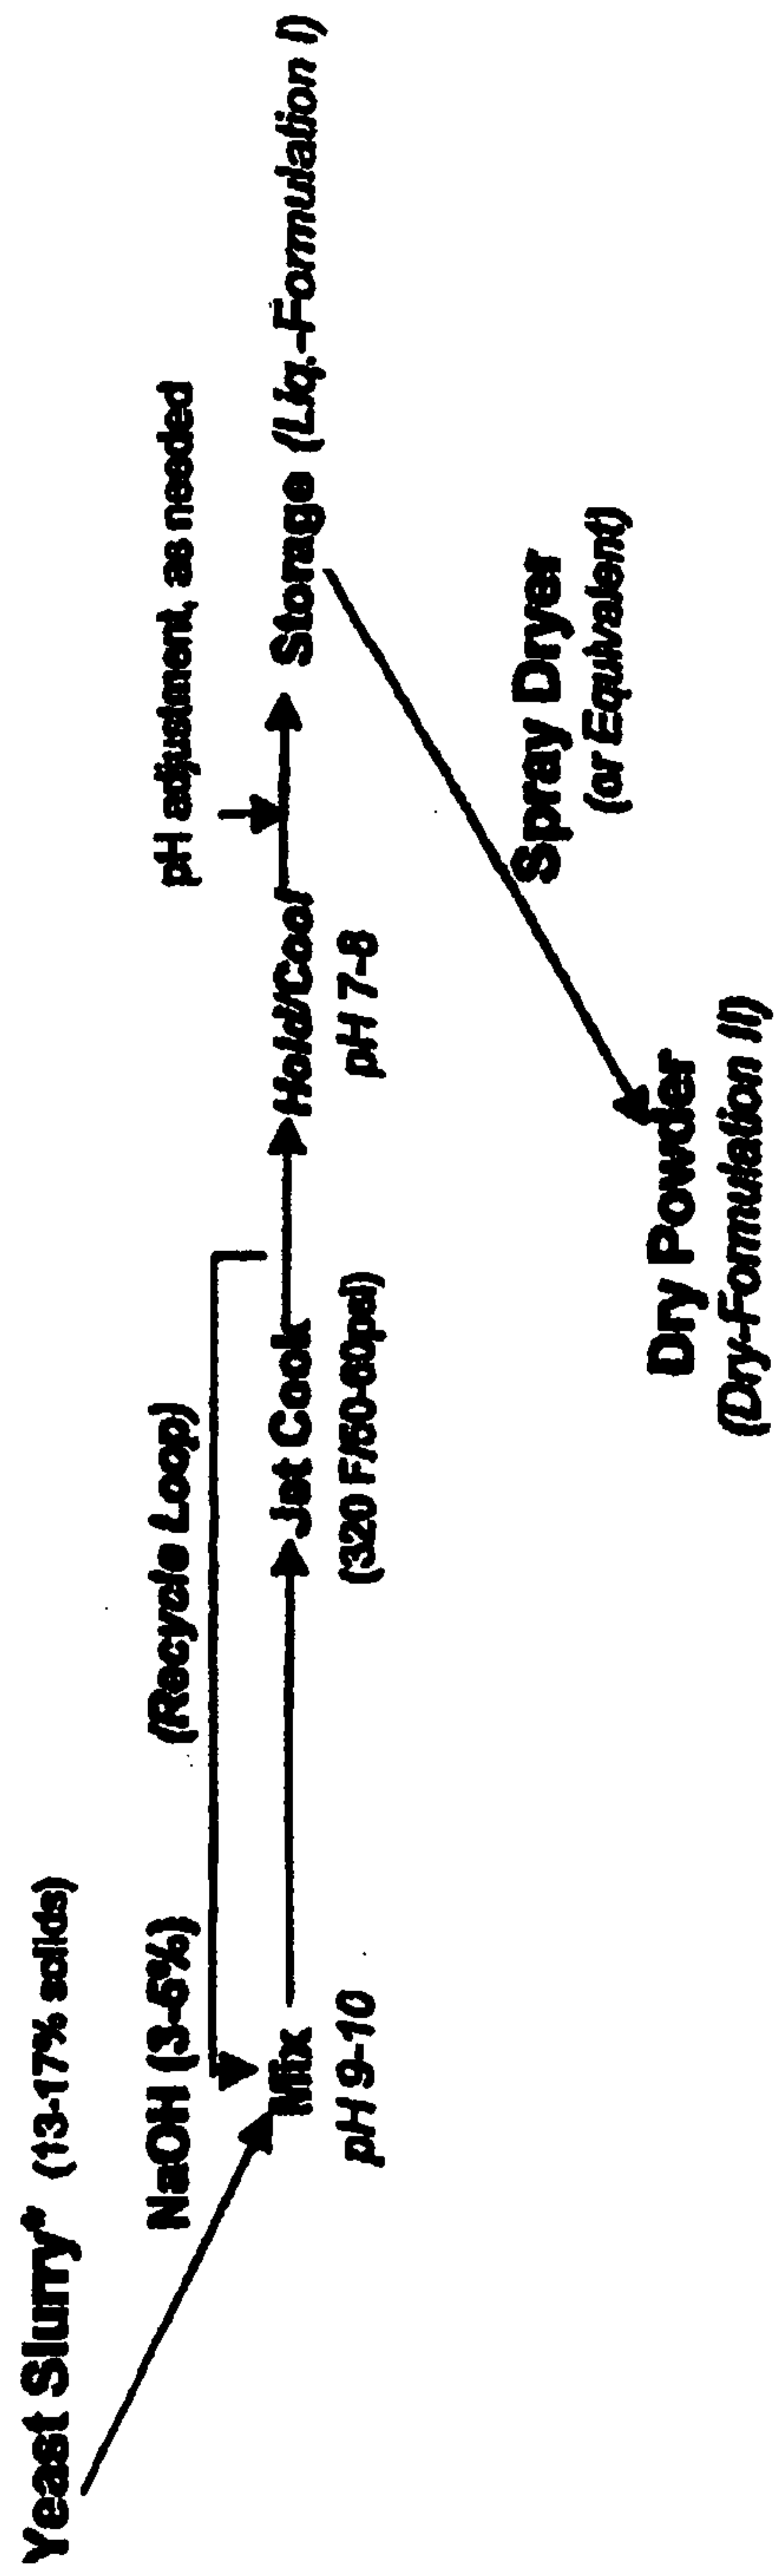 Yeast Slurry* (13-17% solids)
NaOH (3-5%)
(Recycle Loop)
pH adjustment, as needed
Mix
Jet Cook
Hold/Cool
Storage (Liq.-Formulation I)
pH 9-10
(320 F/50-60psi)
pH 7-8
Spray Dryer
(or Equivalent)
Dry Powder
(Dry-Formulation II)